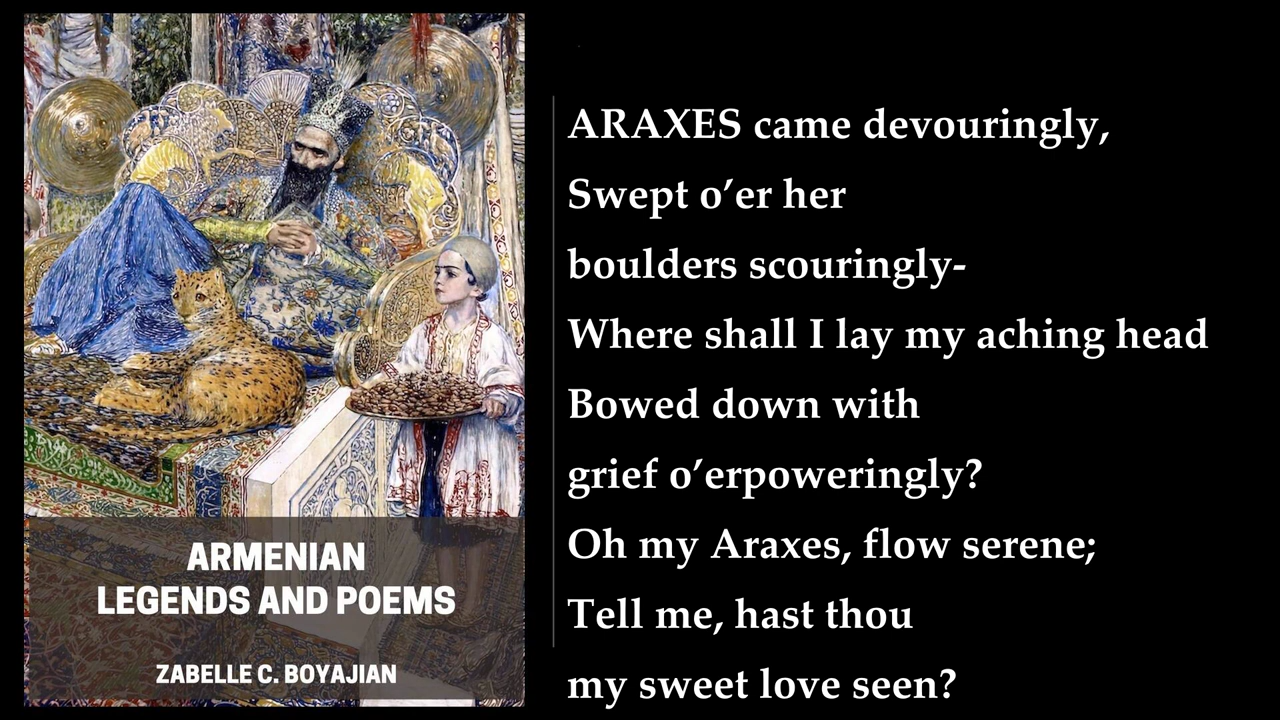 ARMENIAN
LEGENDS AND POEMS
ZABELLE C. BOYAJIAN
ARAXES came devouringly,
Swept o’er her
boulders scouringly-
Where shall I lay my aching head
Bowed down with
grief o’erpoweringly?
Oh my Araxes, flow serene;
Tell me, hast thou
my sweet love seen?